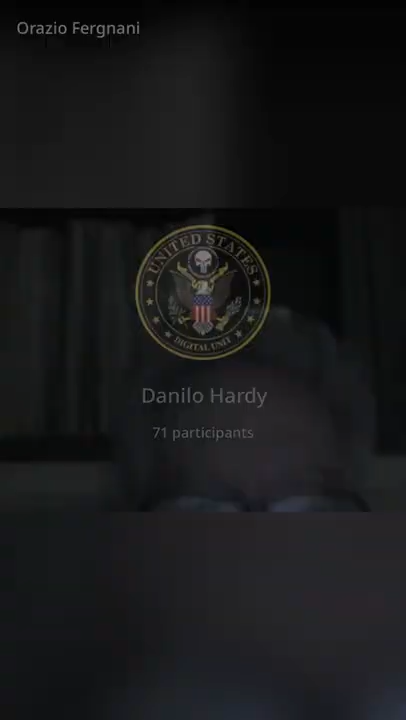 Orazio Fergnani
UNITED STATES
DIGITAL UNIT
Danilo Hardy
71 participants